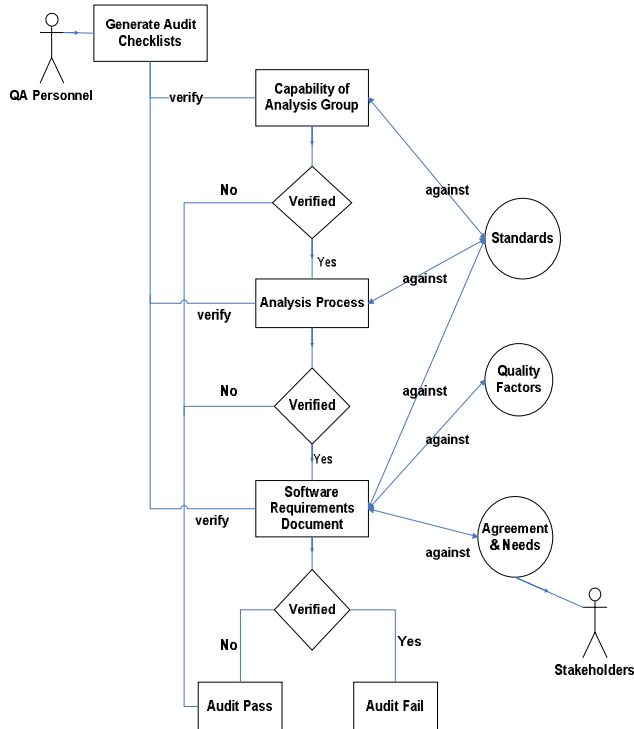 Generate Audit
Checklists
QA Personnel
verify
Capability of
Analysis Group
No
Verified
against
Standards
Yes
against
Analysis Process
verify
No
Verified
against
Quality
Factors
against
Yes
Software
Requirements
Document
verify
against
Agreement
& Needs
Verified
No
Yes
Stakeholders
Audit Pass
Audit Fail